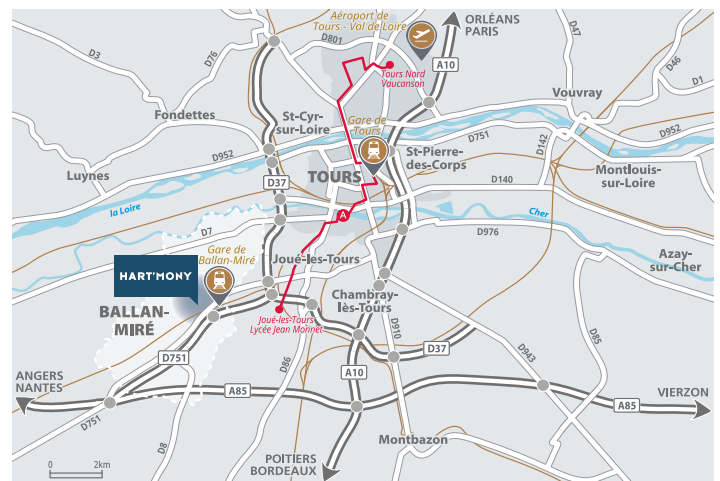 Aéroport de
Tours - Val de Loire
ORLÉANS
PARIS
D801
D47
D76
D3
A10
D46
D1
Tours Nord
Vaucanson
Vouvray
Fondettes
St-Cyr-
sur-Loire
Gare de
Tours
D751
D952
D142
D952
St-Pierre-
des-Corps
Luynes
Montlouis-
sur-Loire
D37
TOURS
D140
la Loire
A
Cher
D7
D976
Gare de
Ballan-Miré
Joué-les-Tours
Azay-
sur-Cher
HART'MONY
BALLAN-
MIRÉ
Chambray-
lès-Tours
Joué-les-Tours
Lycée Jean Monnet
D910
D85
D37
D751
D86
D943
A10
ANGERS
NANTES
A85
VIERZON
A85
D751
D8
Montbazon
POITIERS
BORDEAUX
0 2km